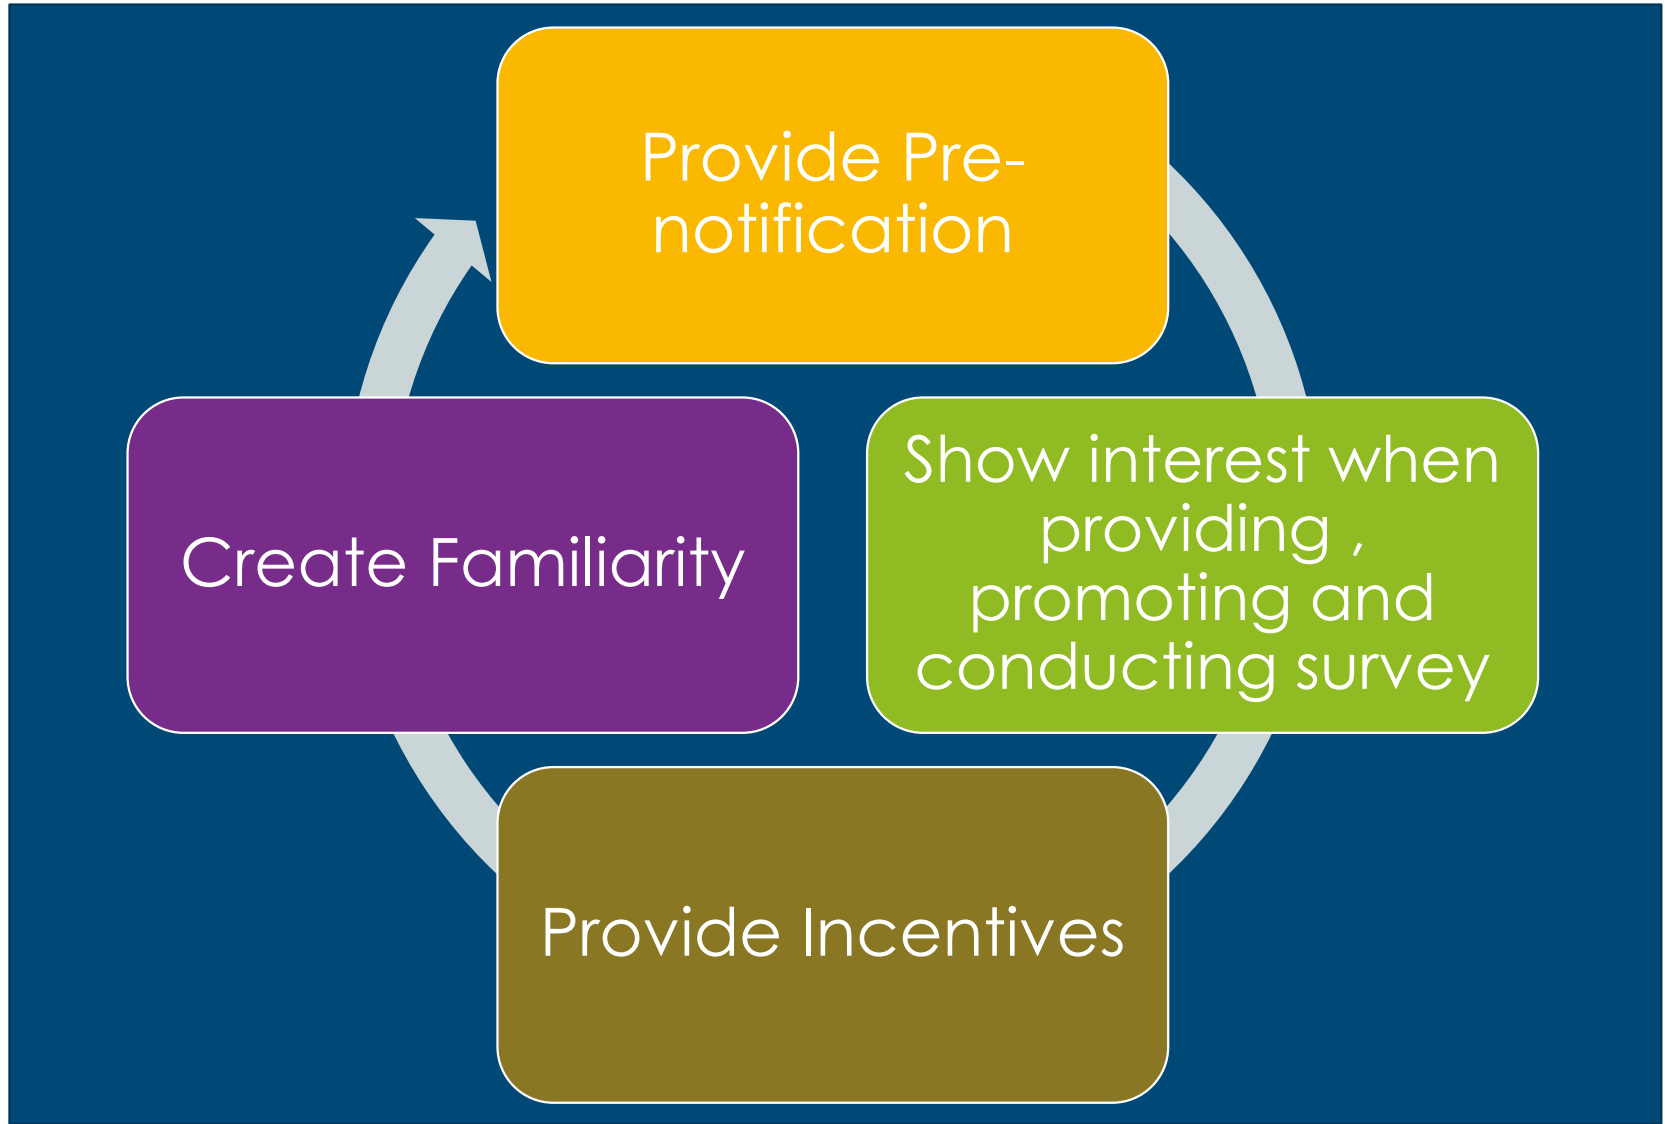 Provide Pre-
notification
Show interest when
providing ,
promoting and
conducting survey
Provide Incentives
Create Familiarity